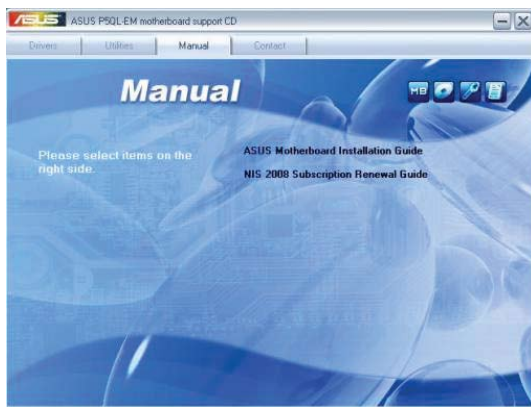 ASUS ASUS P5QL-EM motherboard support CD
Drivers Utilities Manual Contact
Manual
MB
Please select items on the
right side.
ASUS Motherboard Installation Guide
NIS 2008 Subscription Renewal Guide